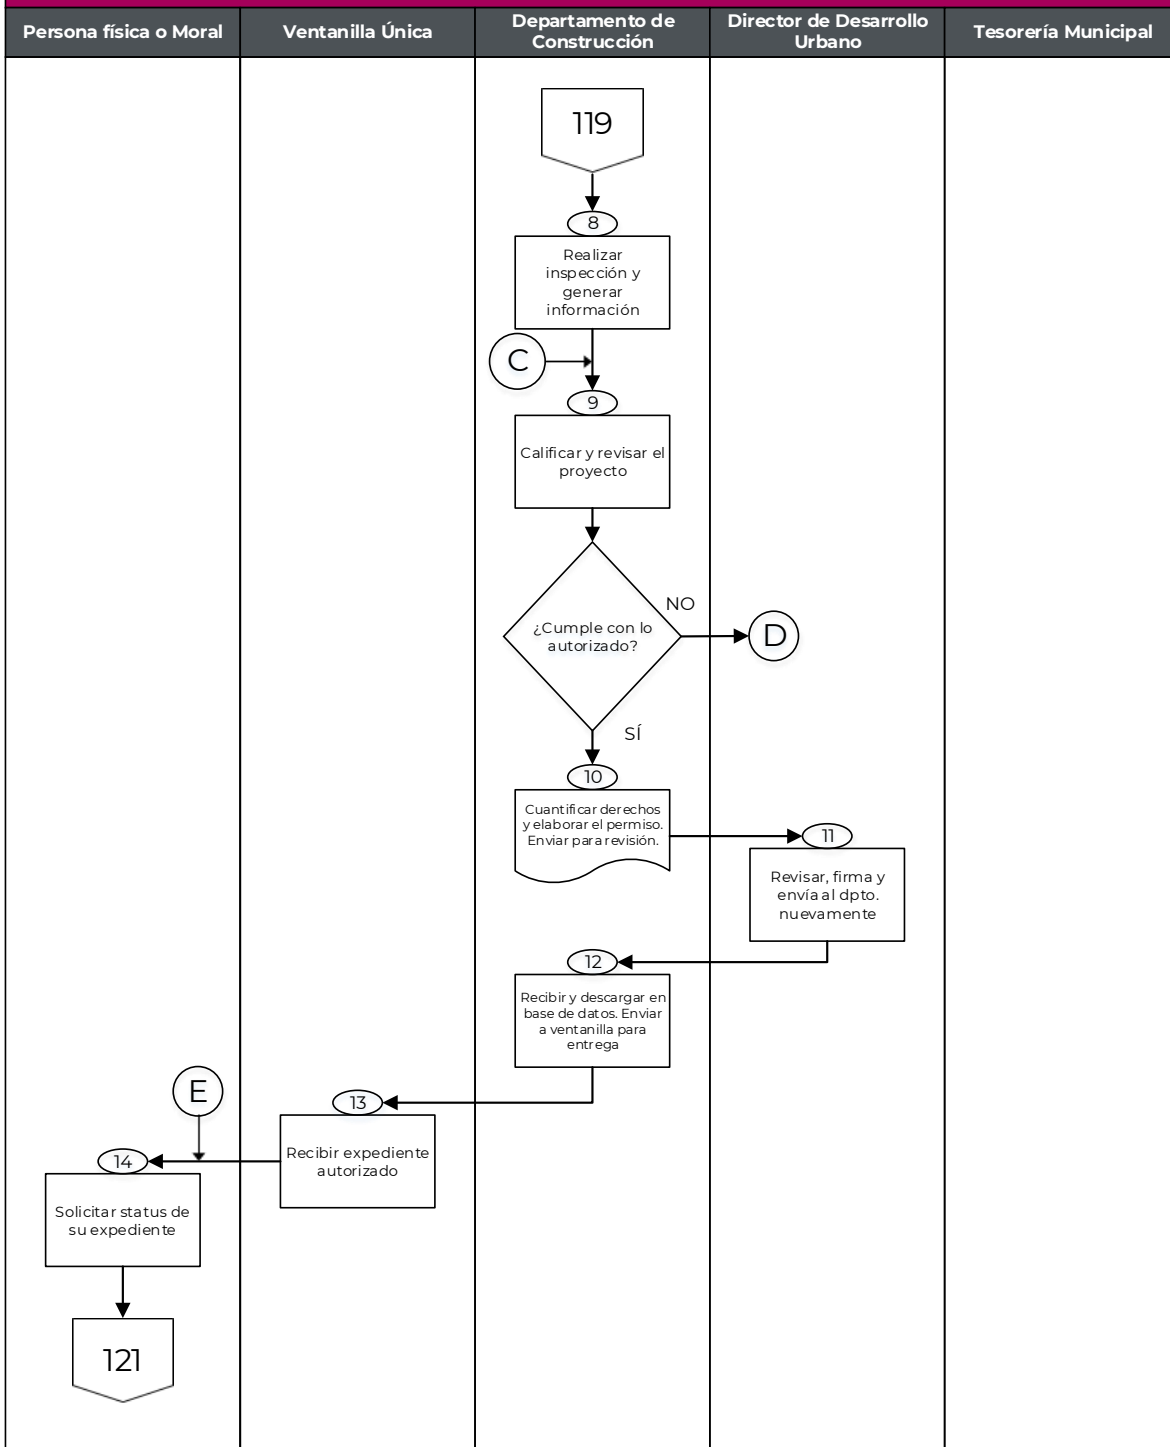 Persona física o Moral
Ventanilla Única
Departamento de
Construcción
Director de Desarrollo
Urbano
Tesorería Municipal
119
8
Realizar
inspección y
generar
información
C
9
Calificar y revisar el
proyecto
¿Cumple con lo
autorizado?
NO
D
SÍ
10
Cuantificar derechos
y elaborar el permiso.
Enviar para revisión.
11
Revisar, firma y
envía al dpto.
nuevamente
12
Recibir y descargar en
base de datos. Enviar
a ventanilla para
entrega
13
Recibir expediente
autorizado
E
14
Solicitar status de
su expediente
121